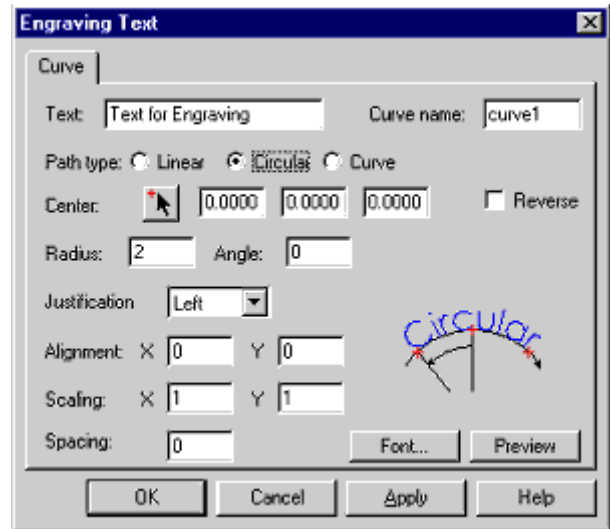 Engraving Text
Curve
Text: Text for Engraving Curve name: curve1
Path type: Linear Circular Curve
Center: 0.0000 0.0000 0.0000 Reverse
Radius: 2 Angle: 0
Justification Left
Circular
Alignment: X 0 Y 0
Scaling: X 1 Y 1
Spacing: 0 Font... Preview
OK Cancel Apply Help